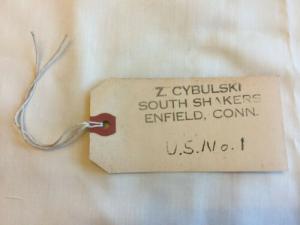 Z. CYBULSKI
SOUTH SHAKERS
ENFIELD, CONN.
U.S. No. 1